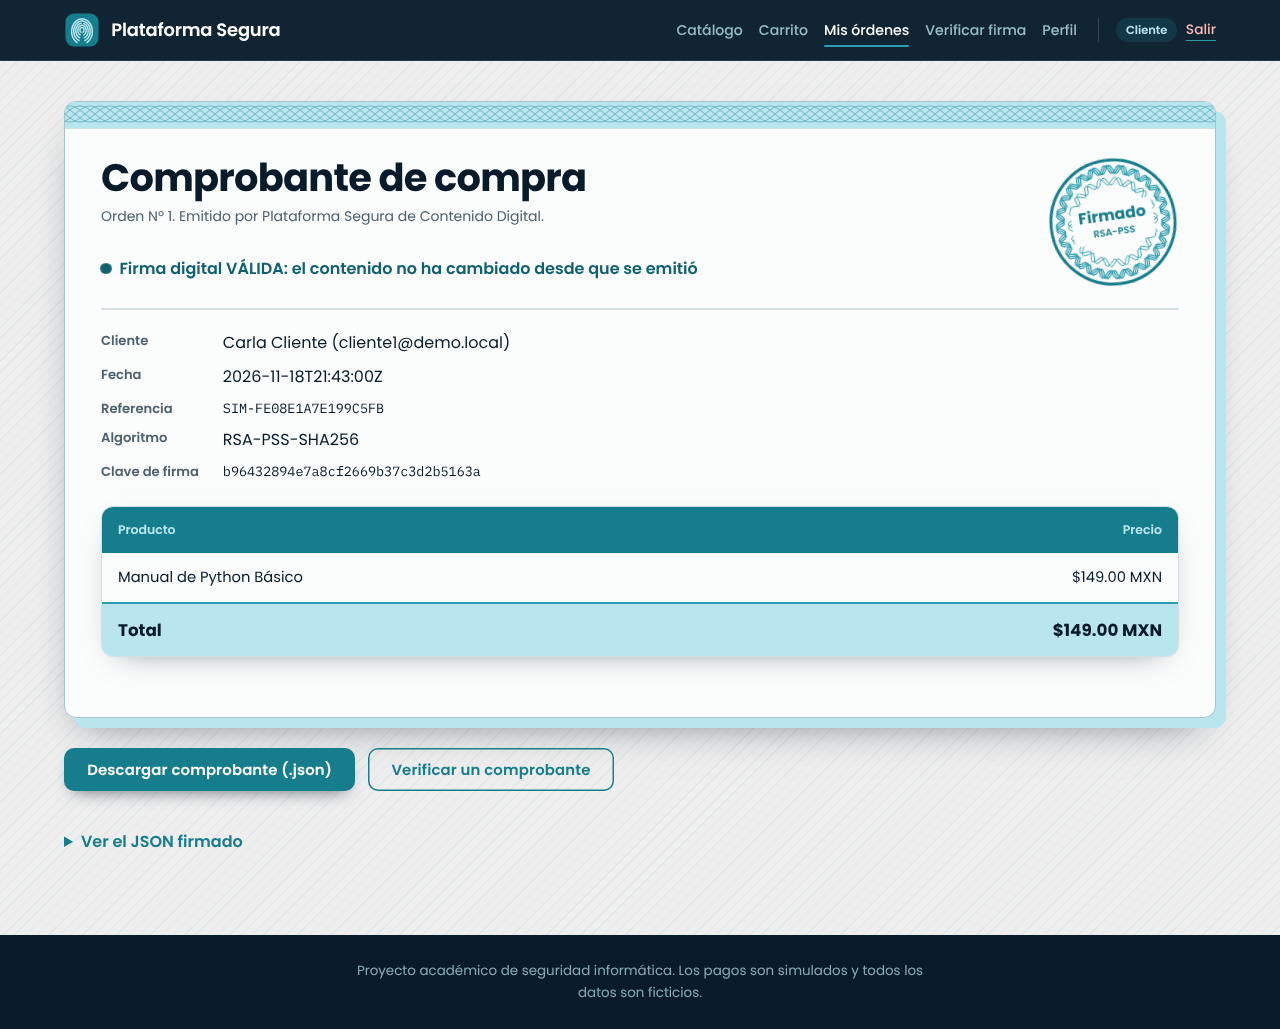 Plataforma Segura
Catálogo
Carrito
Mis órdenes
Verificar firma
Perfil
Cliente
Salir
Comprobante de compra
Orden Nº 1. Emitido por Plataforma Segura de Contenido Digital.
Firmado
RSA-PSS
Firma digital VÁLIDA: el contenido no ha cambiado desde que se emitió
Cliente Carla Cliente (cliente1@demo.local)
Fecha 2026-11-18T21:43:00Z
Referencia SIM-FE08E1A7E199C5FB
Algoritmo RSA-PSS-SHA256
Clave de firma b96432894e7a8cf2669b37c3d2b5163a
Producto Precio
Manual de Python Básico $149.00 MXN
Total $149.00 MXN
Descargar comprobante (.json)
Verificar un comprobante
Ver el JSON firmado
Proyecto académico de seguridad informática. Los pagos son simulados y todos los
datos son ficticios.